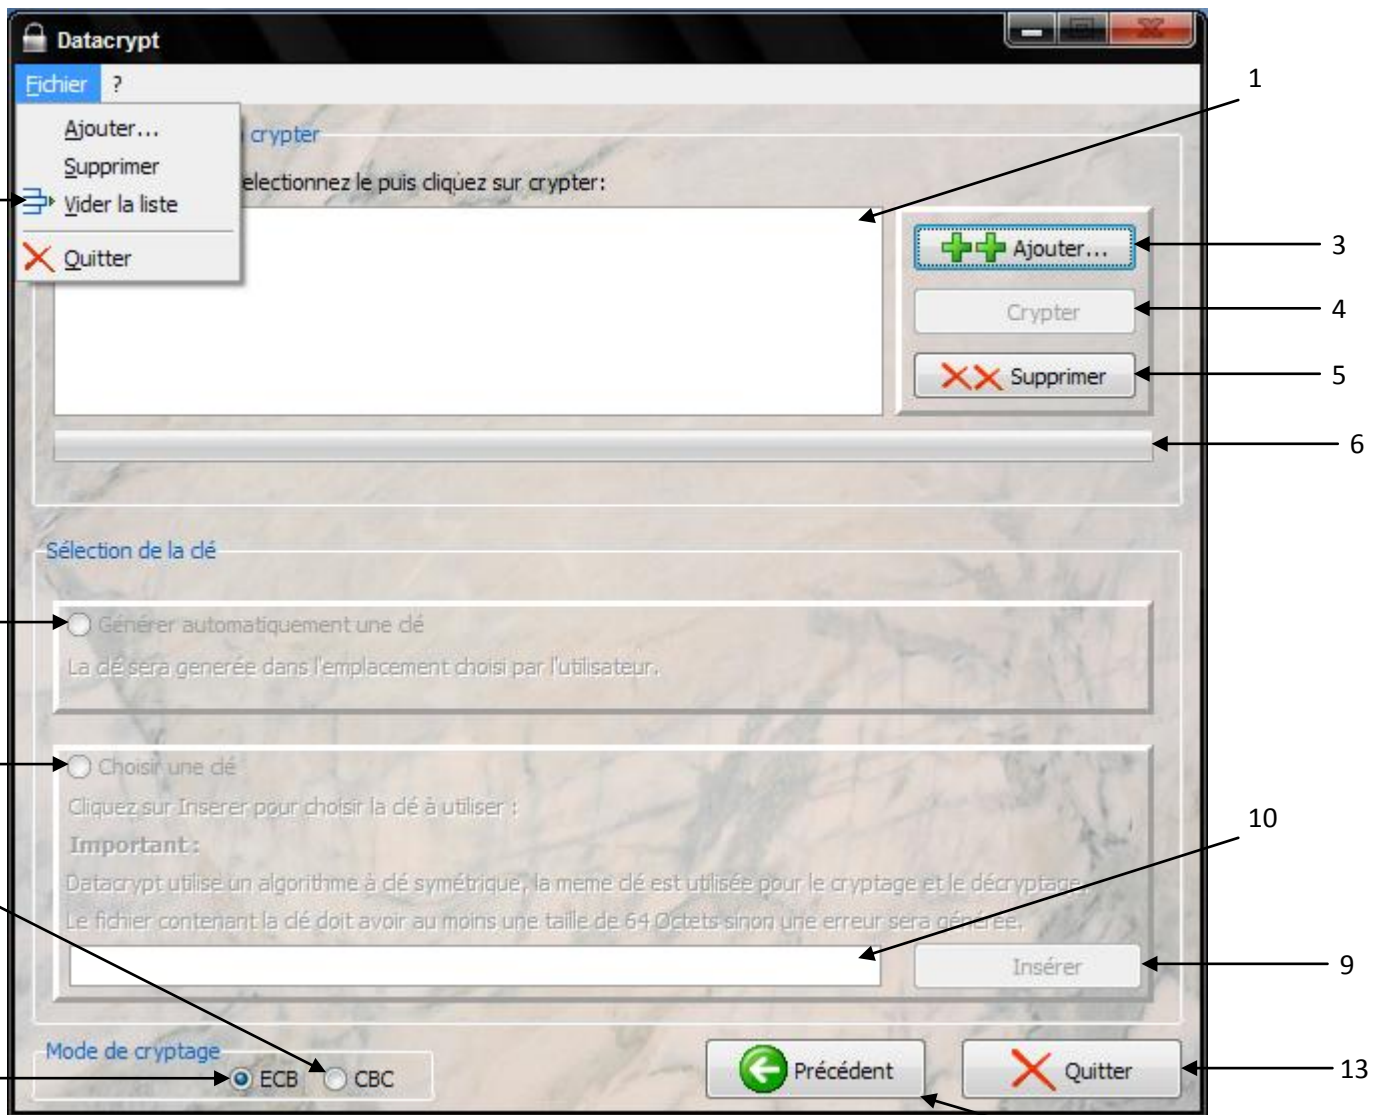 Datacrypt
Fichier ?
1
Ajouter...
crypter
Supprimer
electionnez le puis cliquez sur crypter:
Vider la liste
Quitter
Ajouter...
3
Crypter
4
Supprimer
5
6
Sélection de la clé
Générer automatiquement une clé
La clé sera generée dans l'emplacement choisi par l'utilisateur.
Choisir une clé
Cliquez sur Inserer pour choisir la clé à utiliser :
10
Important :
Datacrypt utilise un algorithme à clé symétrique, la meme clé est utilisée pour le cryptage et le décryptage.
Le fichier contenant la clé doit avoir au moins une taille de 64 Octets sinon une erreur sera générée.
Insérer
9
Mode de cryptage
ECB CBC
Précédent
Quitter
13